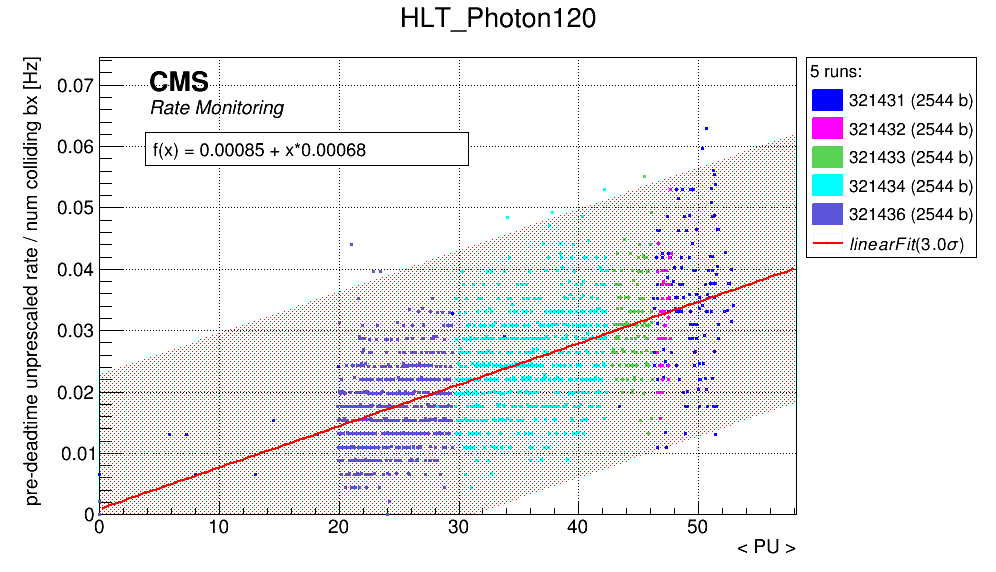 HLT_Photon120
pre-deadtime unprescaled rate / num colliding bx [Hz]
CMS
Rate Monitoring
f(x) = 0.00085 + x*0.00068
0.07
0.06
0.05
0.04
0.03
0.02
0.01
0
0 10 20 30 40 50
< PU >
5 runs:
321431 (2544 b)
321432 (2544 b)
321433 (2544 b)
321434 (2544 b)
321436 (2544 b)
linearFit(3.0σ)